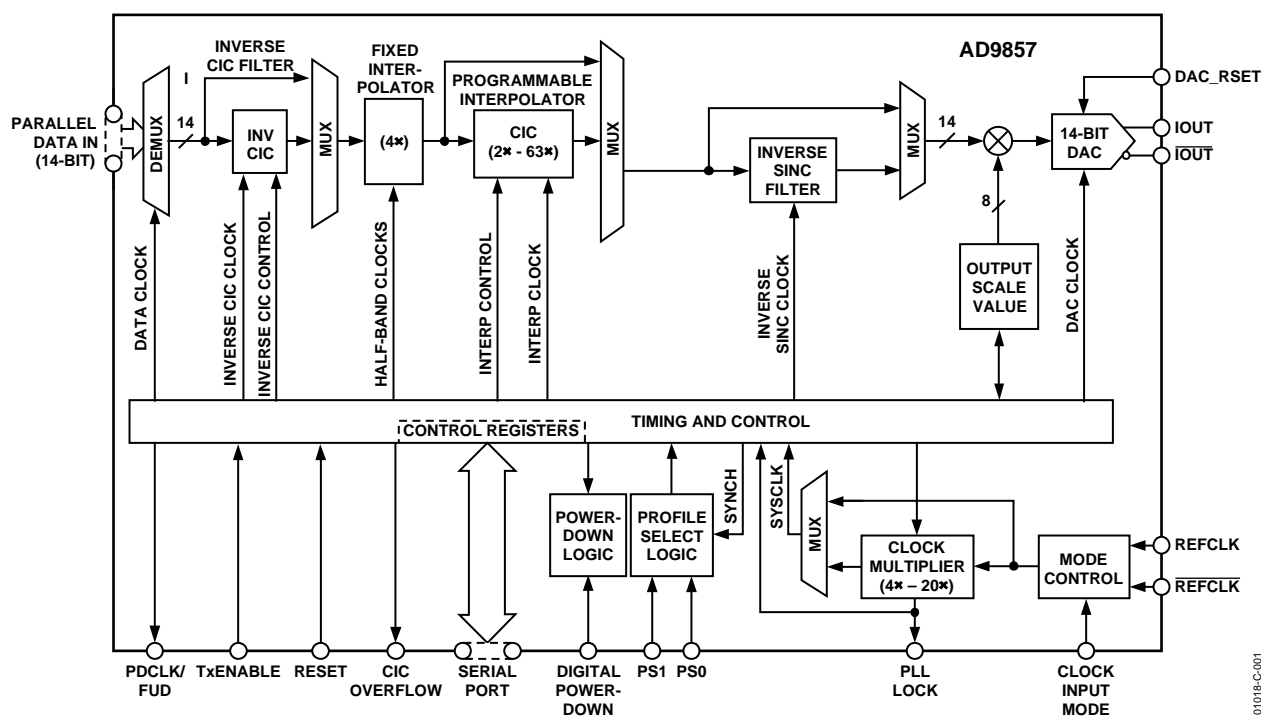 AD9857
INVERSE
CIC FILTER
FIXED
INTER-
POLATOR
PROGRAMMABLE
INTERPOLATOR
PARALLEL
DATA IN
(14-BIT)
DEMUX
I
14
INV
CIC
MUX
(4×)
CIC
(2× - 63×)
MUX
INVERSE
SINC
FILTER
MUX
14
8
OUTPUT
SCALE
VALUE
14-BIT
DAC
DAC_RSET
IOUT
IOUT
DATA CLOCK
INVERSE CIC CLOCK
INVERSE CIC CONTROL
HALF-BAND CLOCKS
INTERP CONTROL
INTERP CLOCK
INVERSE
SINC CLOCK
DAC CLOCK
TIMING AND CONTROL
CONTROL REGISTERS
POWER-
DOWN
LOGIC
PROFILE
SELECT
LOGIC
SYNCH
SYSCLK
MUX
CLOCK
MULTIPLIER
(4× – 20×)
MODE
CONTROL
REFCLK
REFCLK
PDCLK/
FUD
TxENABLE
RESET
CIC
OVERFLOW
SERIAL
PORT
DIGITAL
POWER-
DOWN
PS1
PS0
PLL
LOCK
CLOCK
INPUT
MODE
01018-C-001